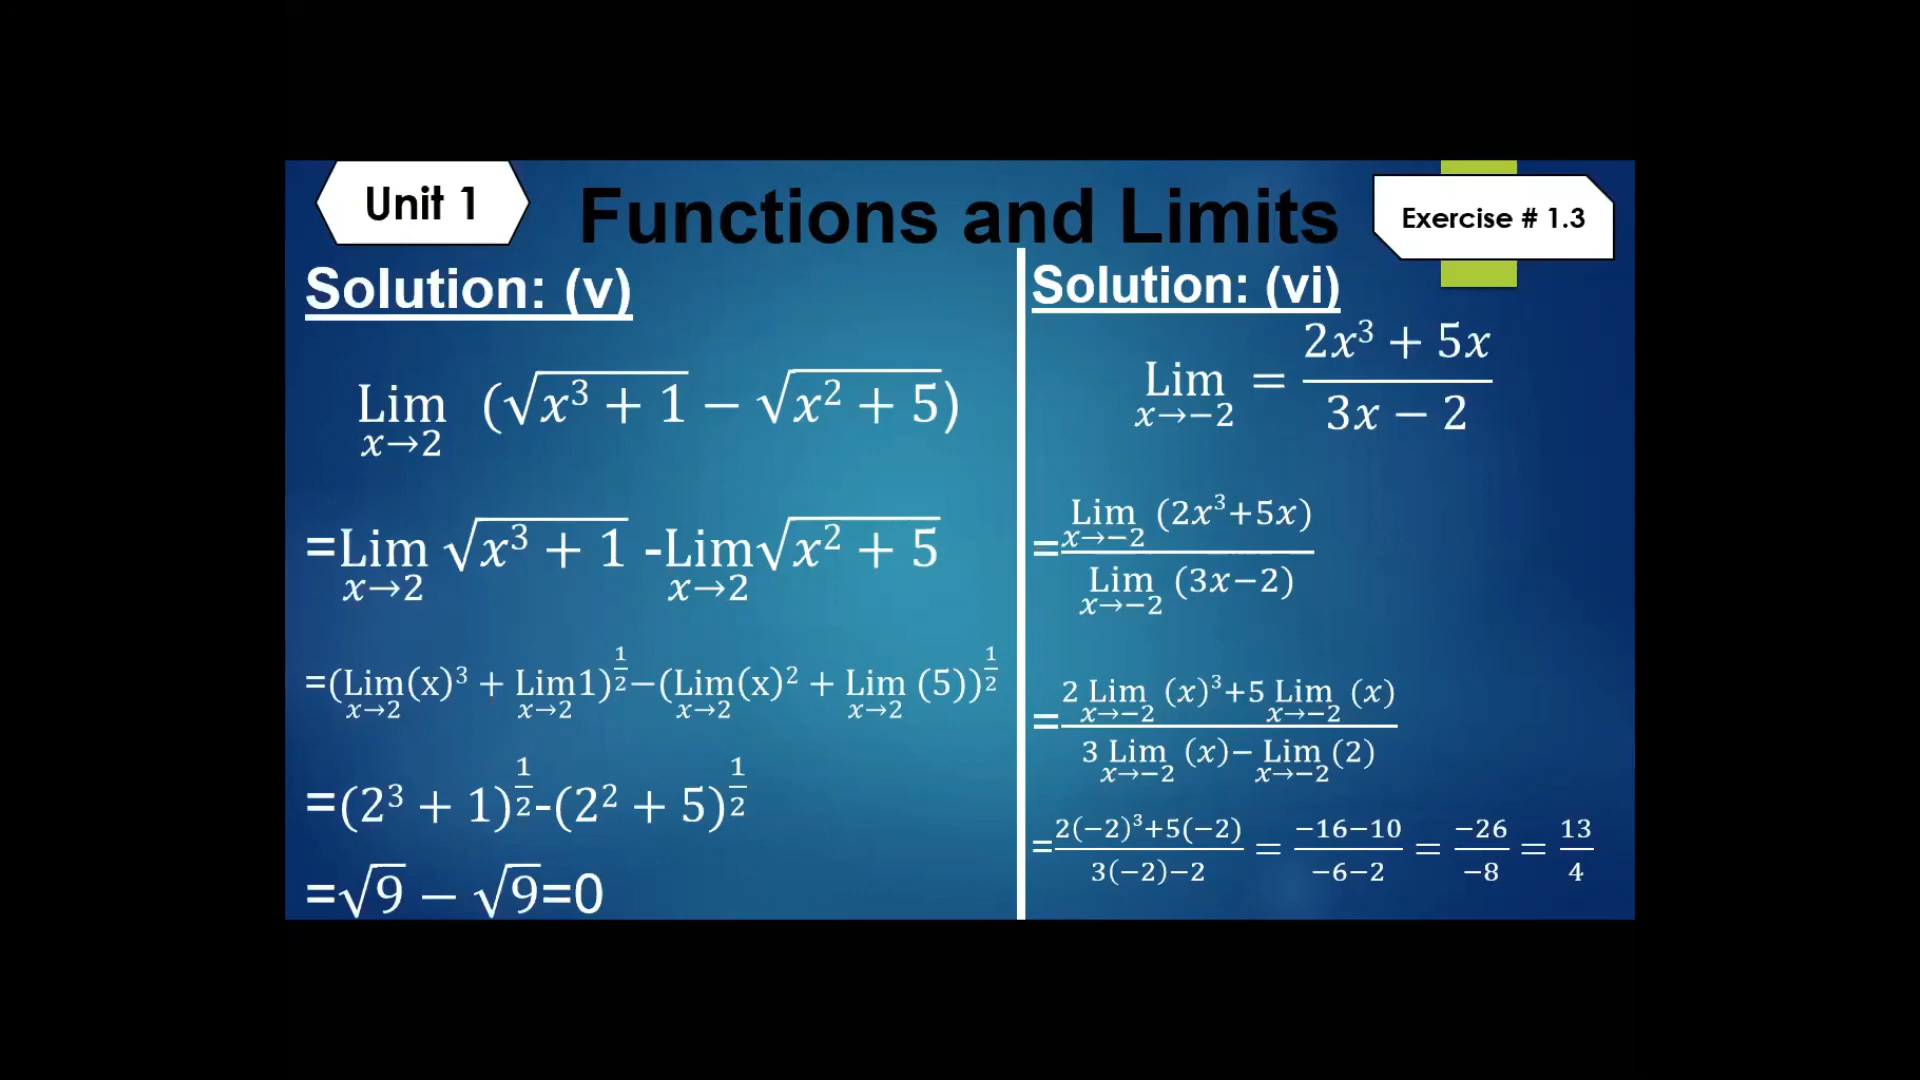 Unit 1
Functions and Limits
Exercise # 1.3
Solution: (v)
Lim (√x³ + 1 − √x² + 5)
x→2
=Lim √x³ + 1 -Lim√x² + 5
x→2 x→2
=(Lim(x)³ + Lim1)^1/2−(Lim(x)² + Lim (5))^1/2
x→2 x→2 x→2 x→2
=(2³ + 1)^1/2-(2² + 5)^1/2
=√9 − √9=0
Solution: (vi)
Lim = 2x³ + 5x / 3x − 2
x→−2
=Lim (2x³+5x)
x→−2
Lim (3x−2)
x→−2
=2 Lim (x)³+5 Lim (x)
x→−2 x→−2
3 Lim (x)− Lim (2)
x→−2 x→−2
=2(−2)³+5(−2) / 3(−2)−2 = −16−10 / −6−2 = −26 / −8 = 13 / 4